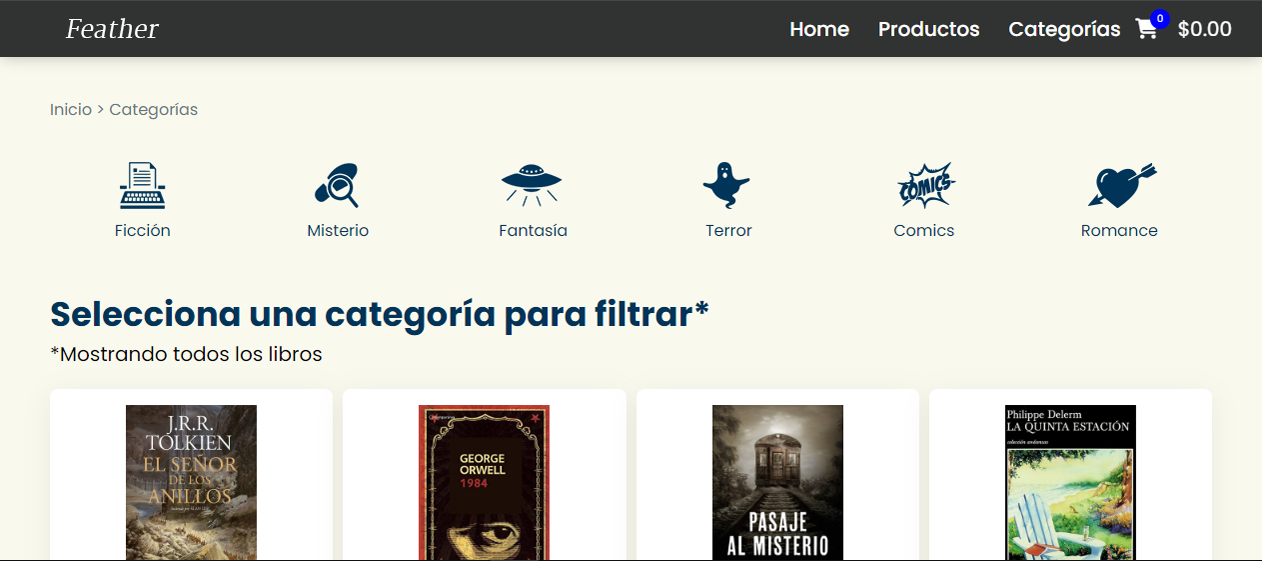 Feather
Home Productos Categorías 0 $0.00
Inicio > Categorías
COMICS
Ficción Misterio Fantasía Terror Comics Romance
Selecciona una categoría para filtrar*
*Mostrando todos los libros
J.R.R.
TOLKIEN
EL SEÑOR
DE LOS
ANILLOS
GEORGE
ORWELL
1984
PASAJE
AL MISTERIO
Philippe Delerm
LA QUINTA ESTACIÓN
colección andanzas